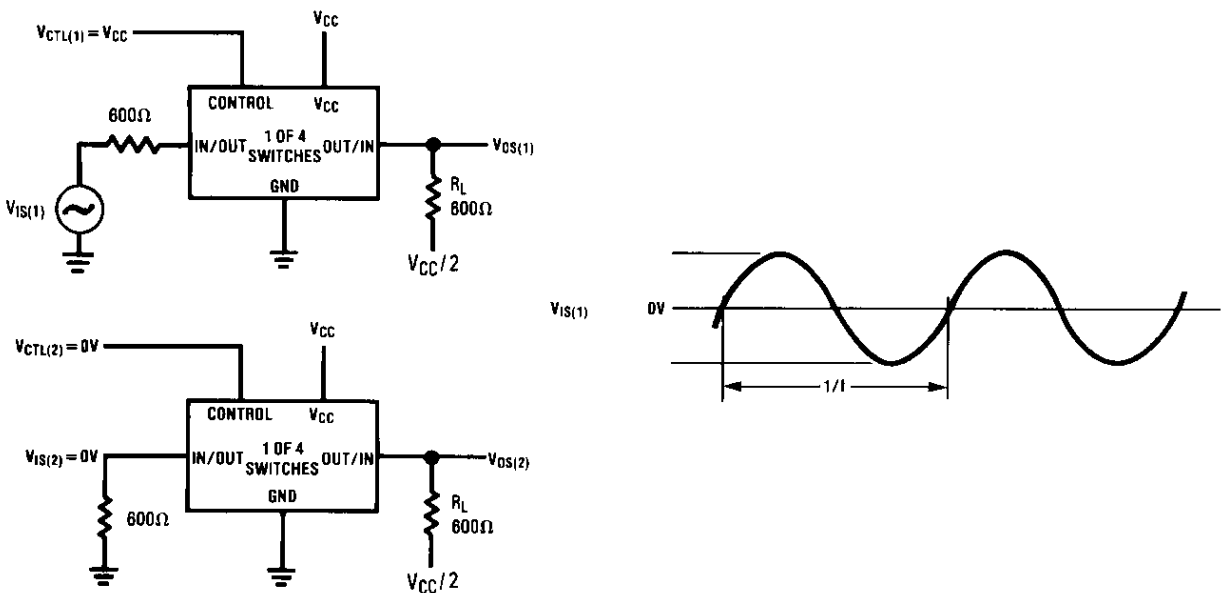 V_CTL(1) = V_CC
V_CC
CONTROL V_CC
600Ω
IN/OUT 1 OF 4 SWITCHES OUT/IN
V_OS(1)
GND
V_IS(1)
R_L
600Ω
V_CC/2
V_CC
V_CTL(2) = 0V
CONTROL V_CC
V_IS(2) = 0V
IN/OUT 1 OF 4 SWITCHES OUT/IN
V_OS(2)
GND
600Ω
R_L
600Ω
V_CC/2
V_IS(1)
0V
1/f